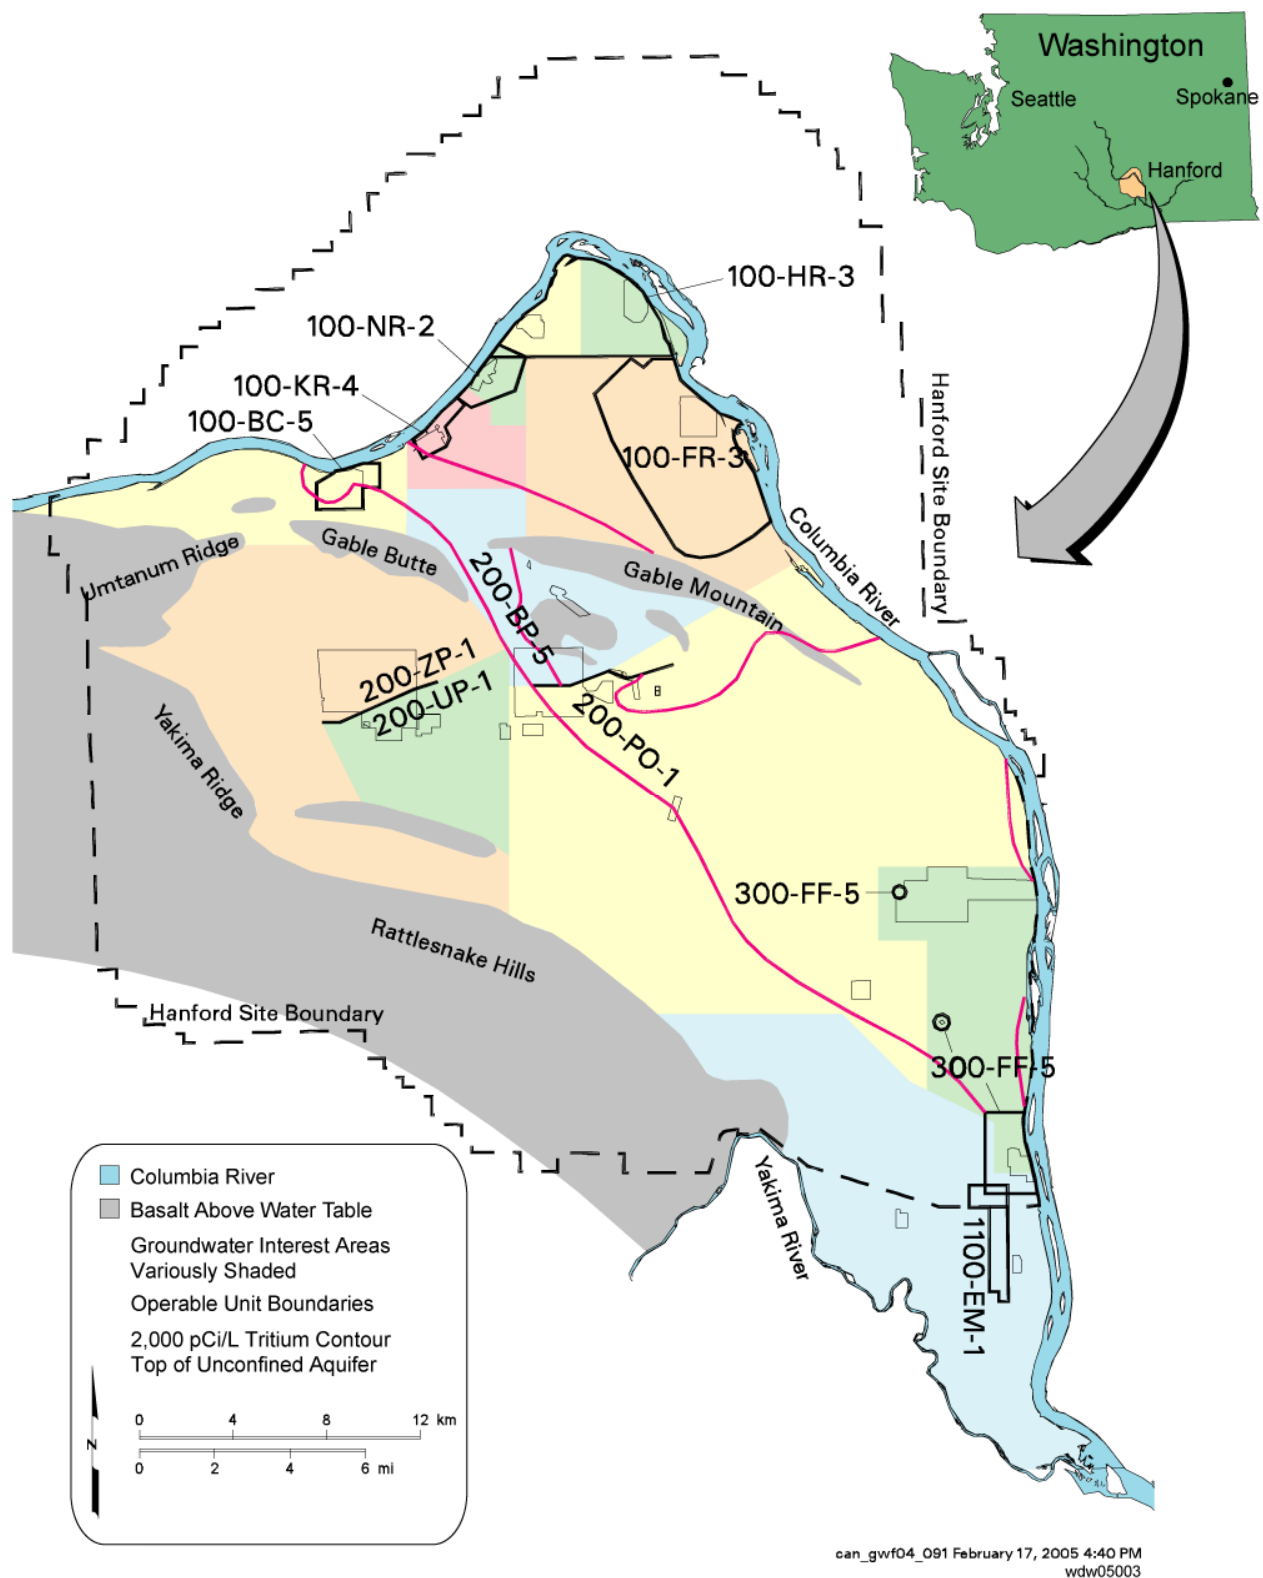 Washington
Seattle
Spokane
Hanford
100-HR-3
100-NR-2
100-KR-4
100-BC-5
100-FR-3
Hanford Site Boundary
Columbia River
Umtanum Ridge
Gable Butte
Gable Mountain
200-BP-5
200-ZP-1
200-UP-1
200-PO-1
Yakima Ridge
300-FF-5
Rattlesnake Hills
Hanford Site Boundary
300-FF-5
Yakima River
1100-EM-1
Columbia River
Basalt Above Water Table
Groundwater Interest Areas
Variously Shaded
Operable Unit Boundaries
2,000 pCi/L Tritium Contour
Top of Unconfined Aquifer
0 4 8 12 km
N
0 2 4 6 mi
can_gwf04_091 February 17, 2005 4:40 PM
wdw05003